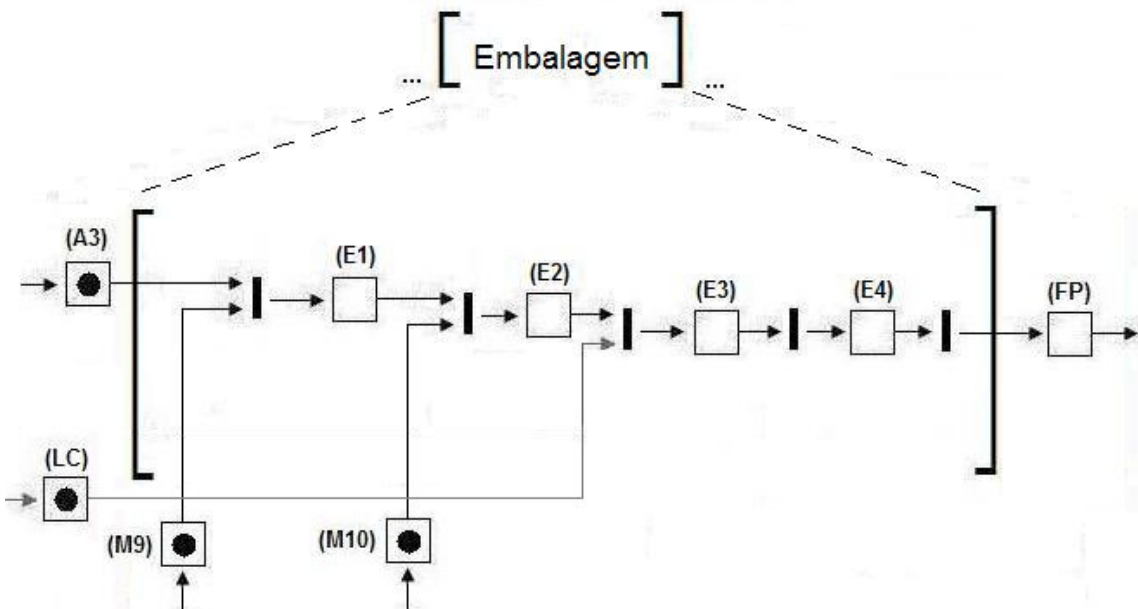 ... Embalagem ...
(A3)
(E1)
(E2)
(E3)
(E4)
(FP)
(LC)
(M9)
(M10)